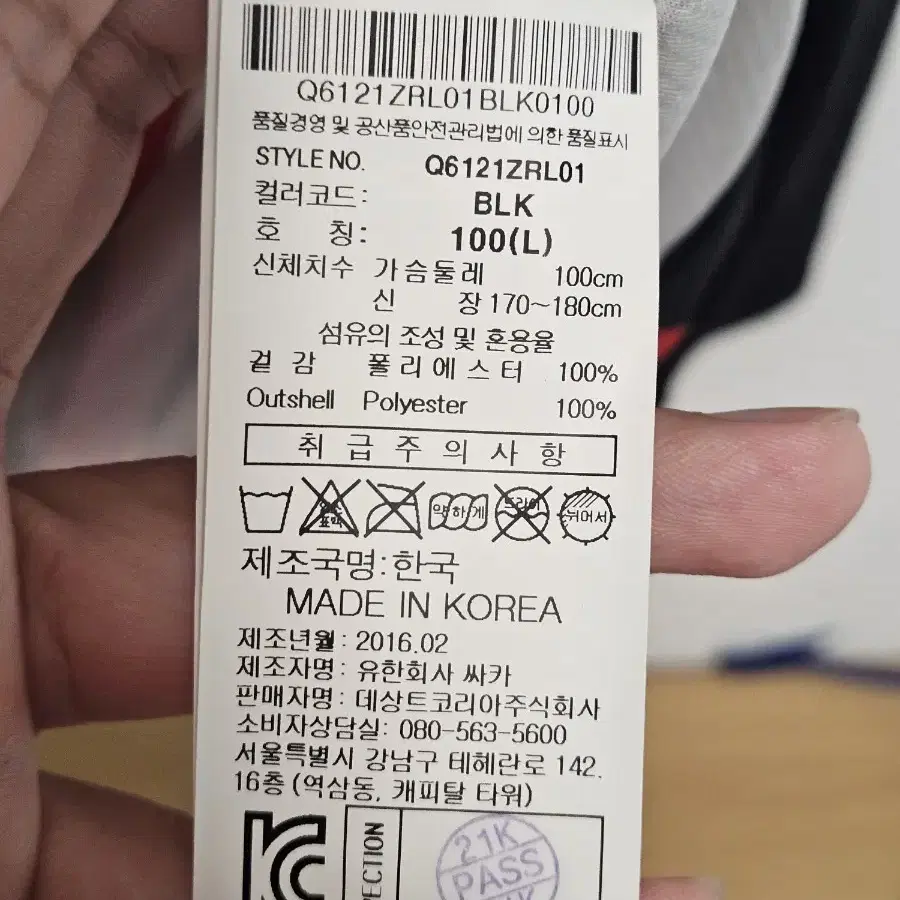 Q6121ZRL01BLK0100
품질경영 및 공산품안전관리법에 의한 품질표시
STYLE NO. Q6121ZRL01
컬러코드: BLK
호 칭: 100(L)
신체치수 가슴둘레 100cm
신 장 170~180cm
섬유의 조성 및 혼용율
겉 감 폴리에스터 100%
Outshell Polyester 100%
취급주의사항
염소 표백 약하게 드라이 뉘어서
제조국명:한국
MADE IN KOREA
제조년월: 2016.02
제조자명: 유한회사 싸카
판매자명: 데상트코리아주식회사
소비자상담실: 080-563-5600
서울특별시 강남구 테헤란로 142.
16층 (역삼동, 캐피탈 타워)
21K
PASS